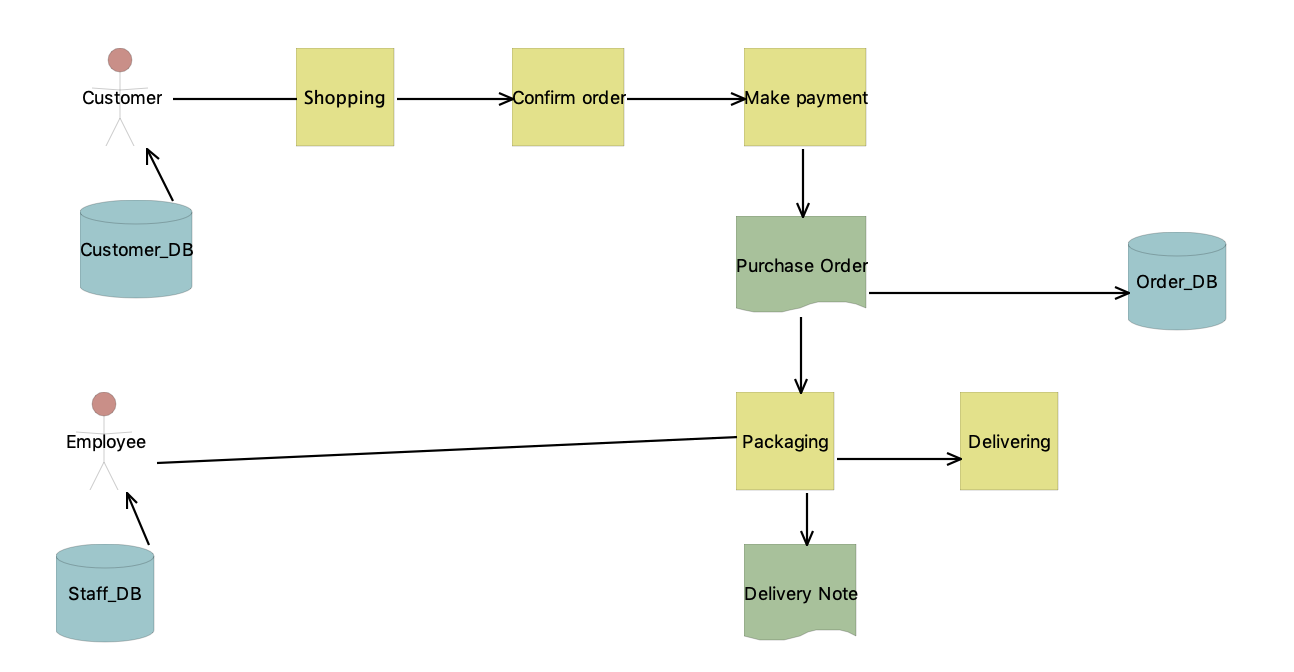 Customer
Shopping
Confirm order
Make payment
Customer_DB
Purchase Order
Order_DB
Employee
Packaging
Delivering
Staff_DB
Delivery Note